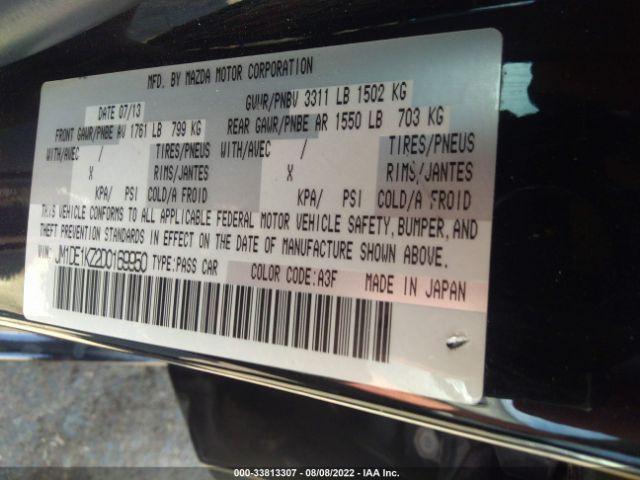 MFD. BY MAZDA MOTOR CORPORATION
DATE 07/13 GVWR/PNBV 3311 LB 1502 KG
FRONT GAWR/PNBE AV 1761 LB 799 KG REAR GAWR/PNBE AR 1550 LB 703 KG
WITH/AVEC / TIRES/PNEUS WITH/AVEC / TIRES/PNEUS
X RIMS/JANTES X RIMS/JANTES
KPA/ PSI COLD/A FROID KPA/ PSI COLD/A FROID
THIS VEHICLE CONFORMS TO ALL APPLICABLE FEDERAL MOTOR VEHICLE SAFETY, BUMPER, AND
THEFT PREVENTION STANDARDS IN EFFECT ON THE DATE OF MANUFACTURE SHOWN ABOVE.
VIN: JM1DE1KZ2D0169950 TYPE: PASS CAR COLOR CODE: A3F MADE IN JAPAN
000-33813307 - 08/08/2022 - IAA Inc.